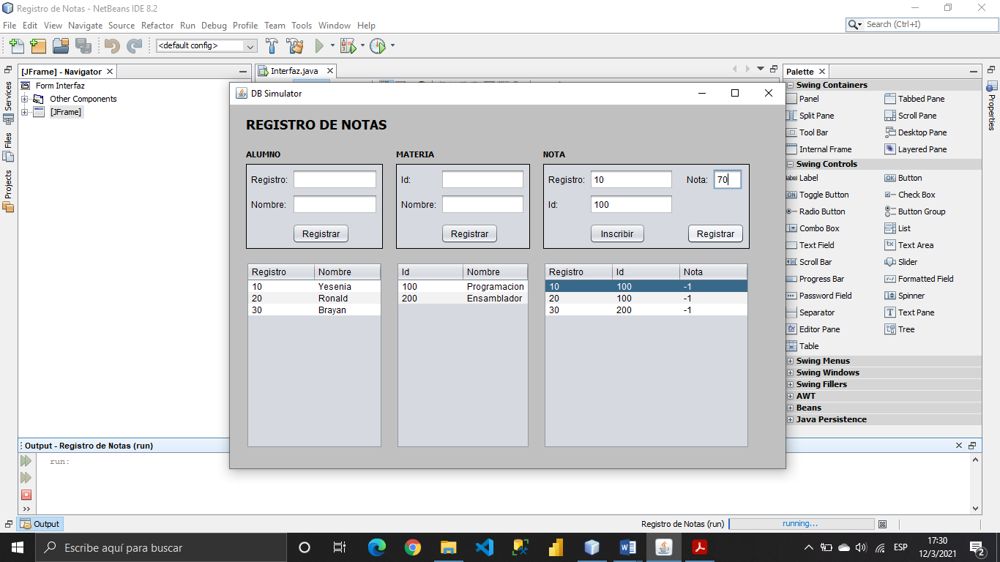 Registro de Notas - NetBeans IDE 8.2
File Edit View Navigate Source Refactor Run Debug Profile Team Tools Window Help
Search (Ctrl+I)
<default config>
[JFrame] - Navigator
Interfaz.java
Palette
Services
Files
Projects
Properties
Form Interfaz
Other Components
[JFrame]
DB Simulator
REGISTRO DE NOTAS
ALUMNO MATERIA NOTA
Registro: Id: Registro: 10 Nota: 70
Nombre: Nombre: Id: 100
Registrar Registrar Inscribir Registrar
Registro Nombre Id Nombre Registro Id Nota
10 Yesenia 100 Programacion 10 100 -1
20 Ronald 200 Ensamblador 20 100 -1
30 Brayan 30 200 -1
Swing Containers
Panel Tabbed Pane
Split Pane Scroll Pane
Tool Bar Desktop Pane
Internal Frame Layered Pane
Swing Controls
Label Button
Toggle Button Check Box
Radio Button Button Group
Combo Box List
Text Field Text Area
Scroll Bar Slider
Progress Bar Formatted Field
Password Field Spinner
Separator Text Pane
Editor Pane Tree
Table
Swing Menus
Swing Windows
Swing Fillers
AWT
Beans
Java Persistence
Output - Registro de Notas (run)
run:
Output
Registro de Notas (run) running...
Escribe aquí para buscar
ESP
17:30
12/3/2021
2